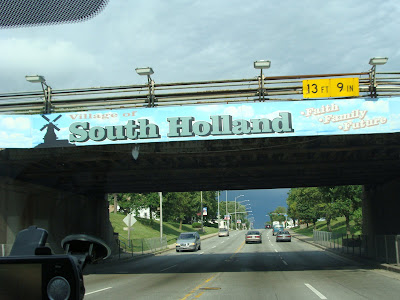 13 FT 9 IN
Village of
South Holland
Faith
Family
Future